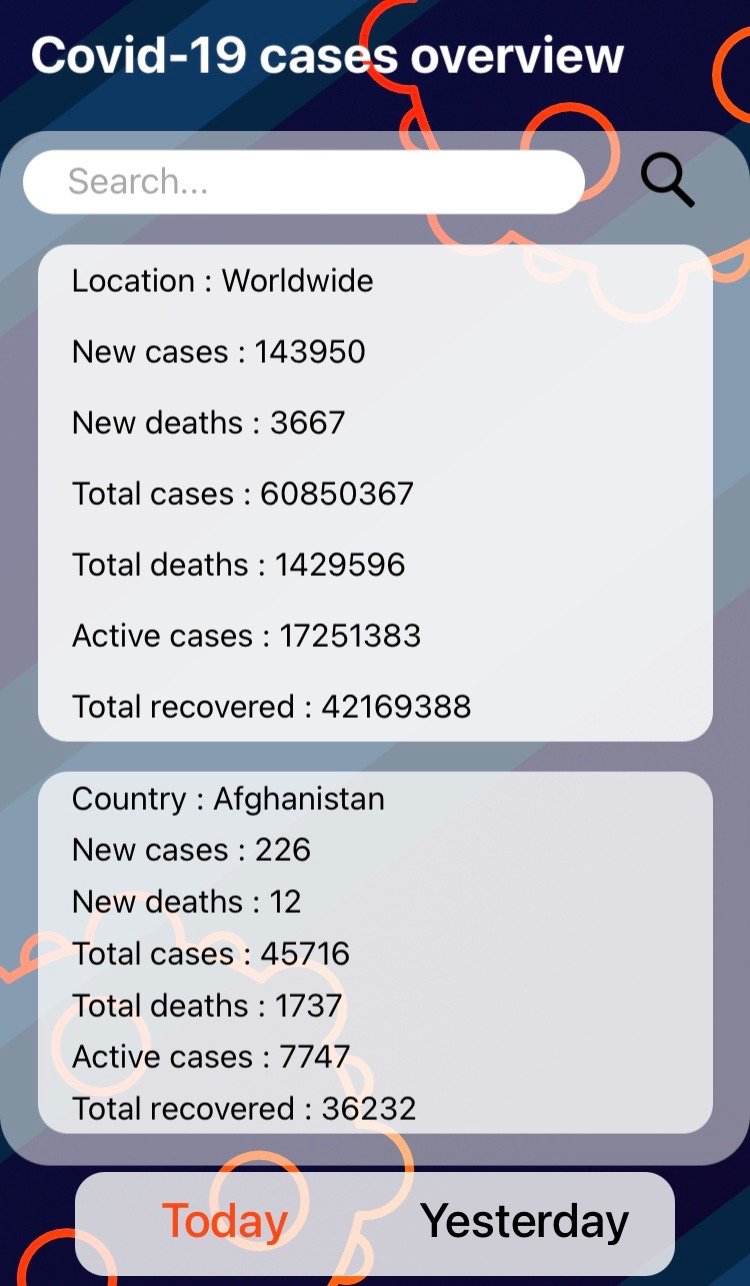 Covid-19 cases overview
Search...
Location : Worldwide
New cases : 143950
New deaths : 3667
Total cases : 60850367
Total deaths : 1429596
Active cases : 17251383
Total recovered : 42169388
Country : Afghanistan
New cases : 226
New deaths : 12
Total cases : 45716
Total deaths : 1737
Active cases : 7747
Total recovered : 36232
Today Yesterday